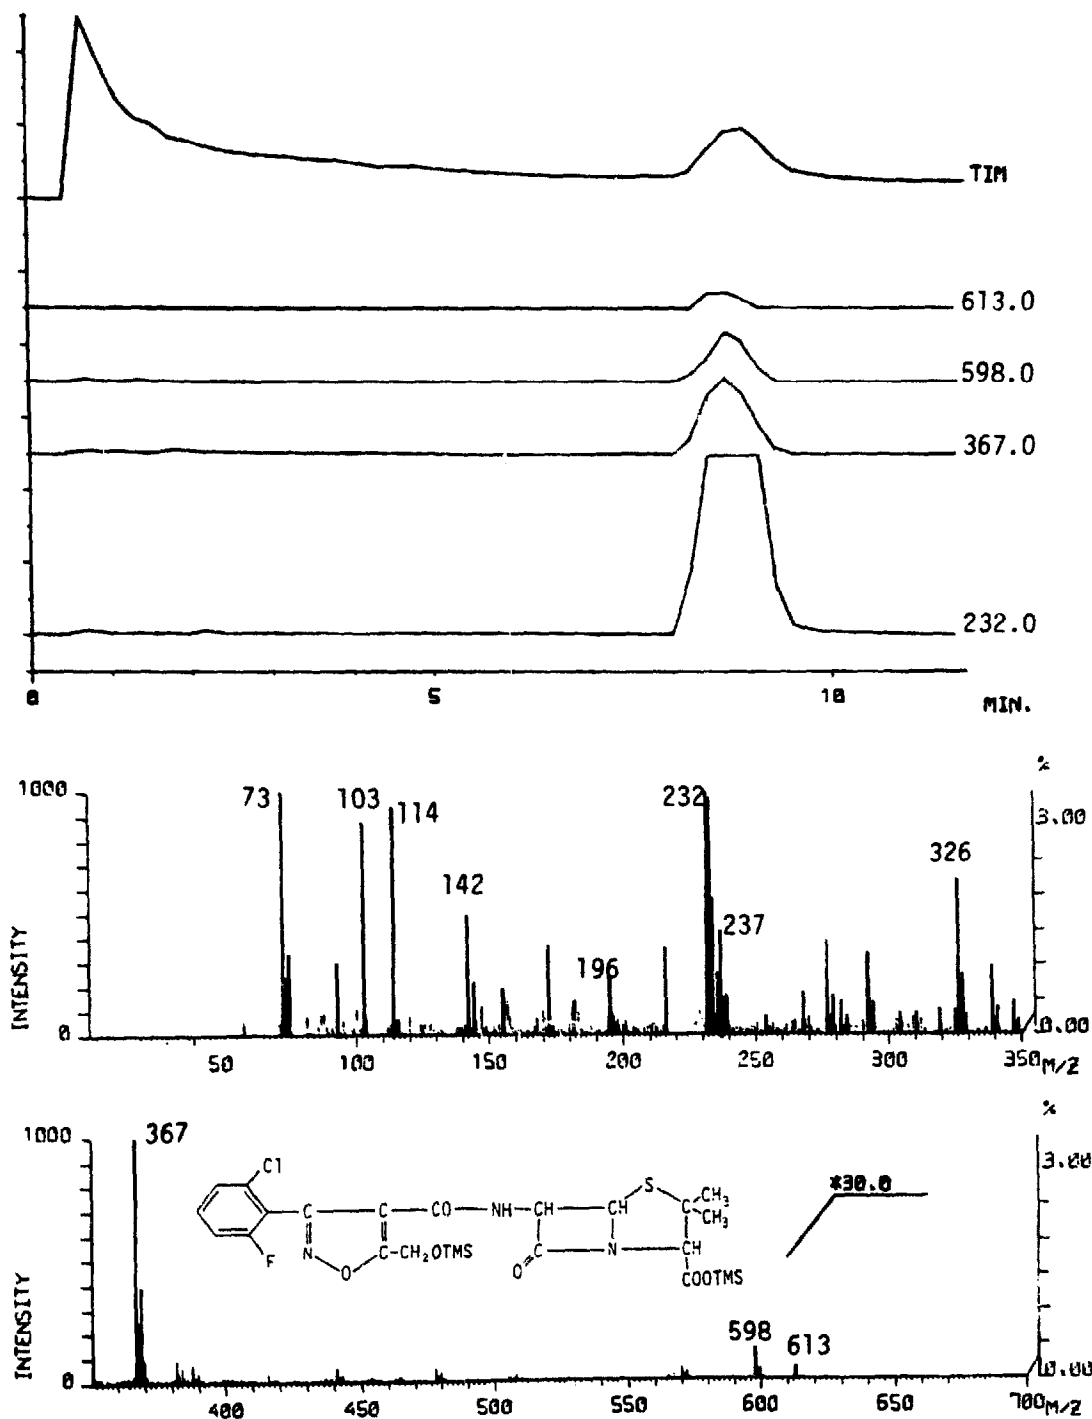 TIM
613.0
598.0
367.0
232.0
0 5 10
MIN.
%
1000 73 103 114 232 3.00
326
142
237
196
INTENSITY
0 0.00
50 100 150 200 250 300 350 M/Z
%
1000 367 3.00
Cl S *30.0
C C CO NH CH CH C CH₃
CH₃
F N C-CH₂OTMS C N CH
O O COOTMS
INTENSITY
598 613
0 0.00
400 450 500 550 600 650 700 M/Z